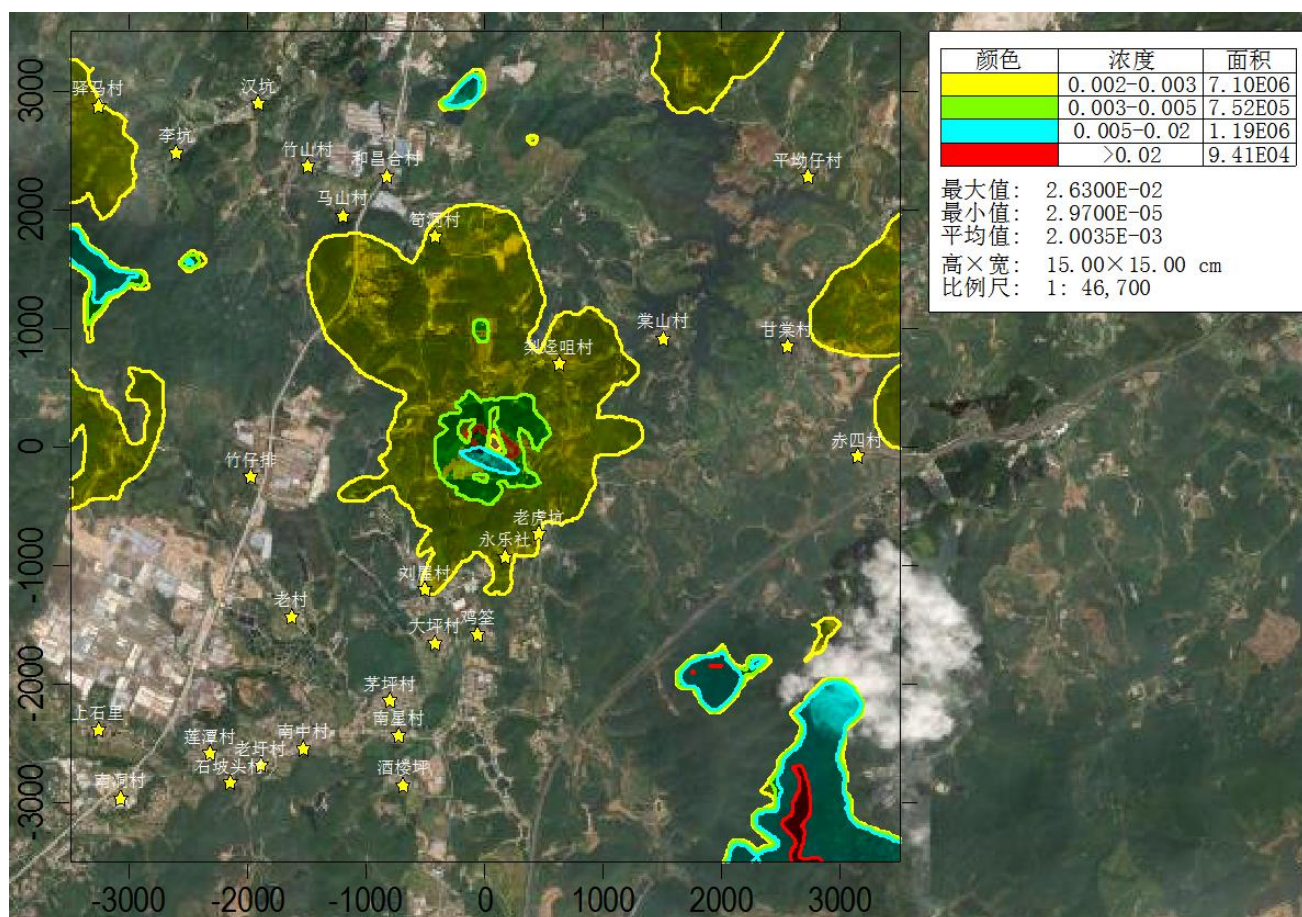 颜色 浓度 面积
0.002-0.003 7.10E06
0.003-0.005 7.52E05
0.005-0.02 1.19E06
>0.02 9.41E04
最大值: 2.6300E-02
最小值: 2.9700E-05
平均值: 2.0035E-03
高×宽: 15.00×15.00 cm
比例尺: 1: 46,700
3000
2000
1000
0
-1000
-2000
-3000
驿马村
汉坑
李坑
竹山村
和昌合村
平坳仔村
马山村
筍洞村
棠山村
甘棠村
梨迳咀村
赤四村
竹仔排
老虎坑
永乐社
刘屋村
老村
鸡筌
大坪村
茅坪村
上石里
南星村
莲潭村
南中村
老圩村
石坡头村
酒楼坪
南洞村
-3000 -2000 -1000 0 1000 2000 3000